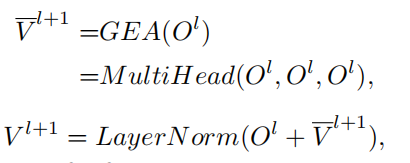 V̅^{l+1} =GEA(O^l)
=MultiHead(O^l, O^l, O^l),
V^{l+1} = LayerNorm(O^l + V̅^{l+1}),